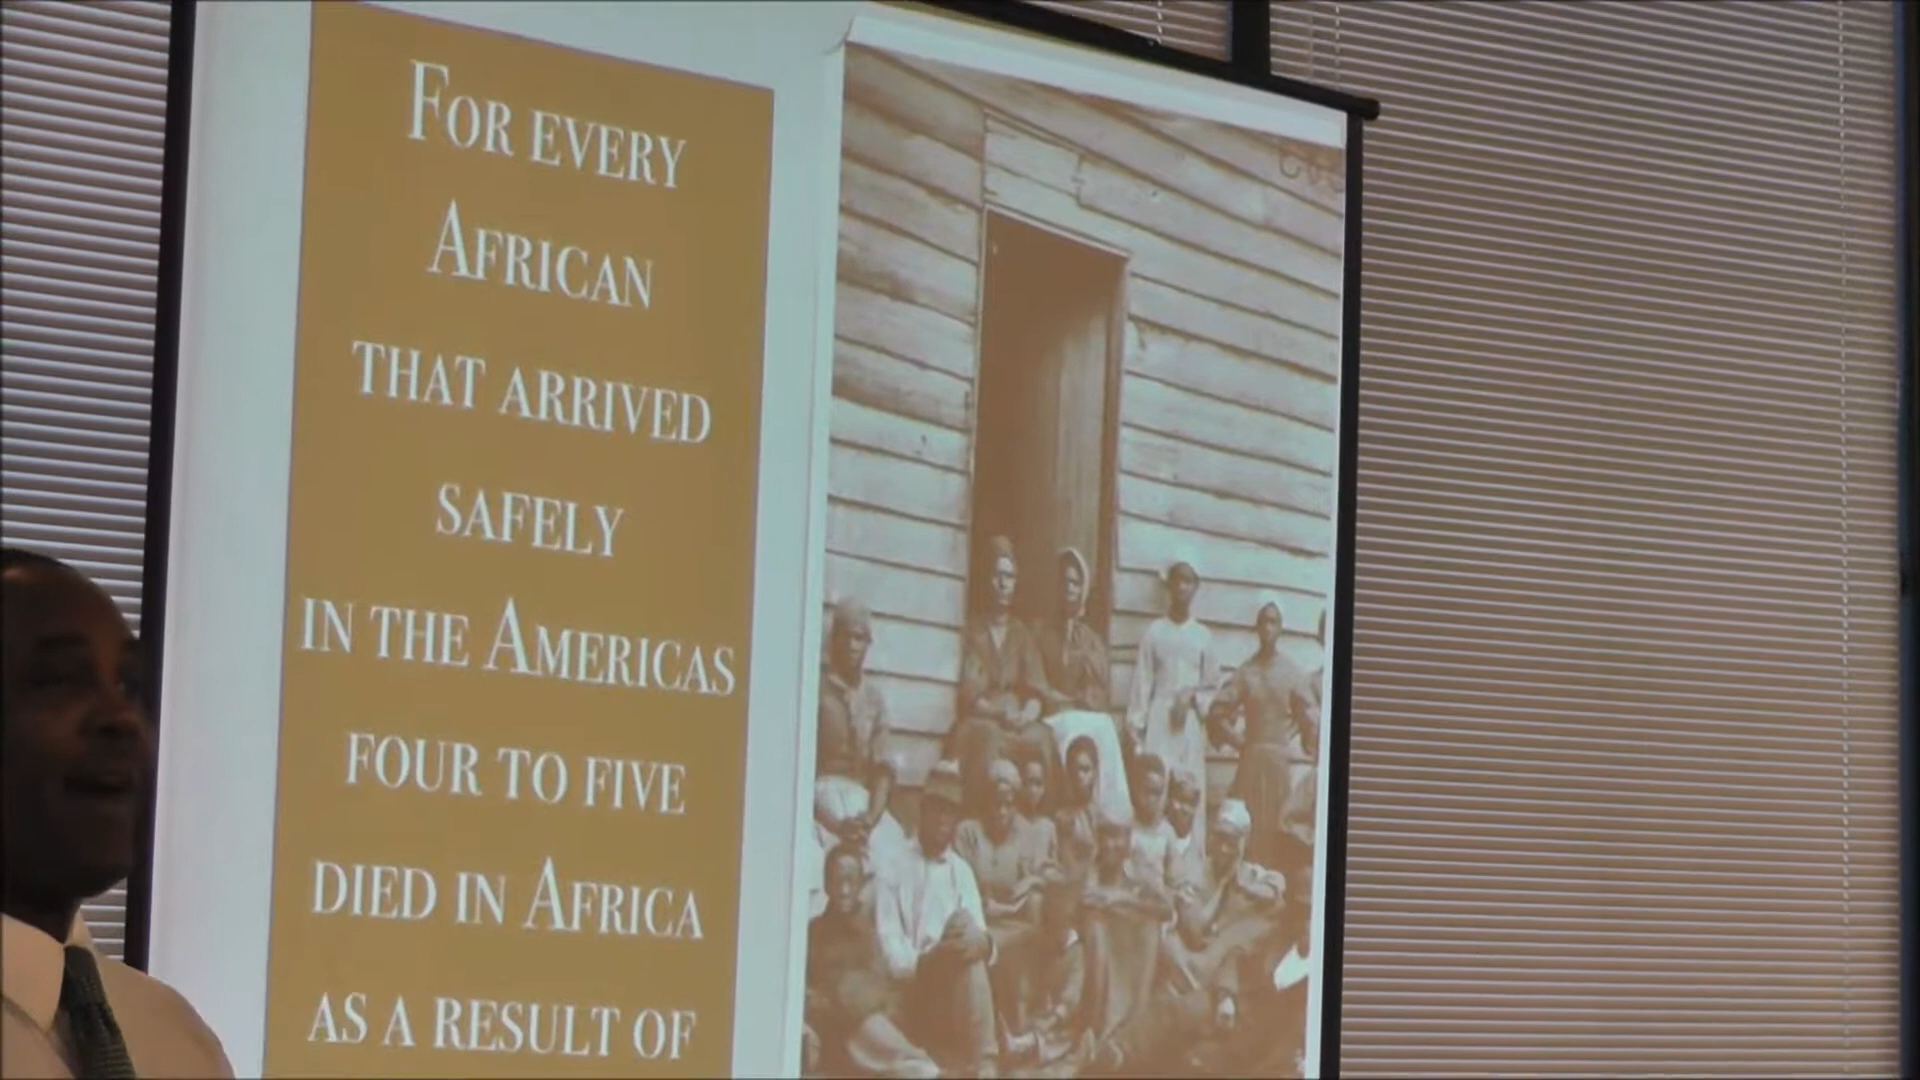 FOR EVERY
AFRICAN
THAT ARRIVED
SAFELY
IN THE AMERICAS
FOUR TO FIVE
DIED IN AFRICA
AS A RESULT OF